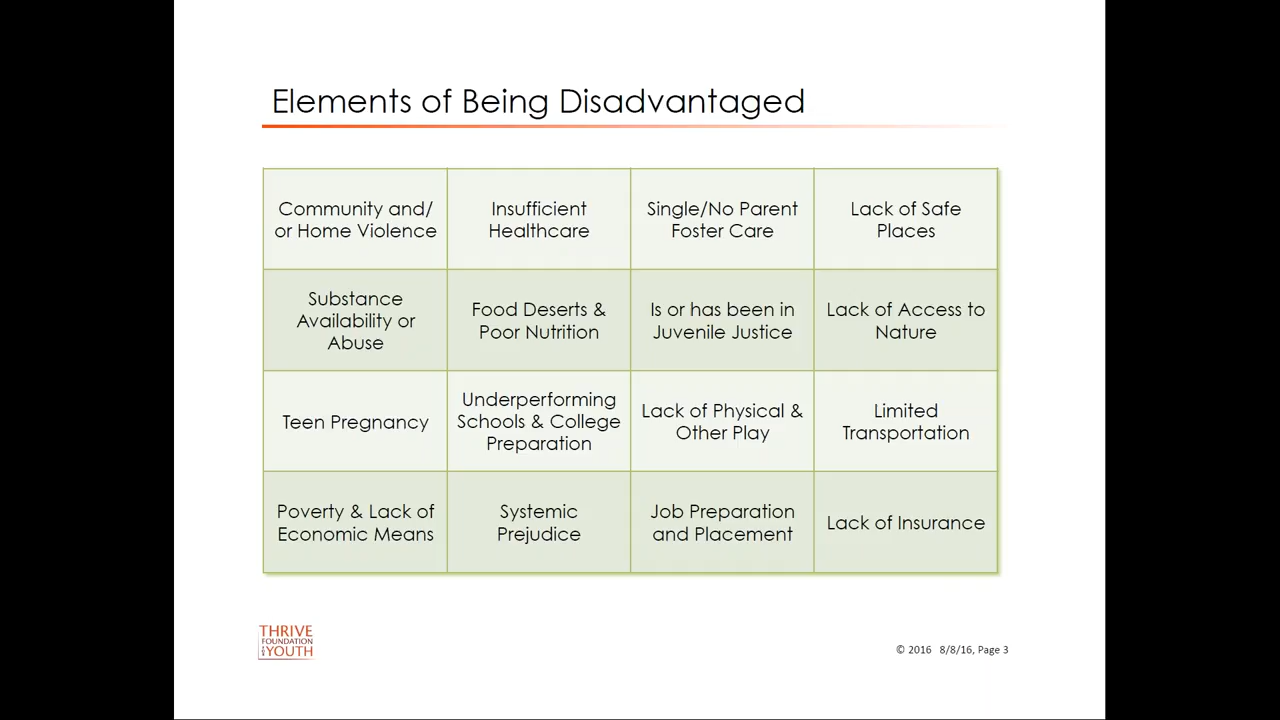 Elements of Being Disadvantaged
Community and/
or Home Violence
Insufficient
Healthcare
Single/No Parent
Foster Care
Lack of Safe
Places
Substance
Availability or
Abuse
Food Deserts &
Poor Nutrition
Is or has been in
Juvenile Justice
Lack of Access to
Nature
Teen Pregnancy
Underperforming
Schools & College
Preparation
Lack of Physical &
Other Play
Limited
Transportation
Poverty & Lack of
Economic Means
Systemic
Prejudice
Job Preparation
and Placement
Lack of Insurance
THRIVE
FOUNDATION
FOR YOUTH
© 2016 8/8/16, Page 3